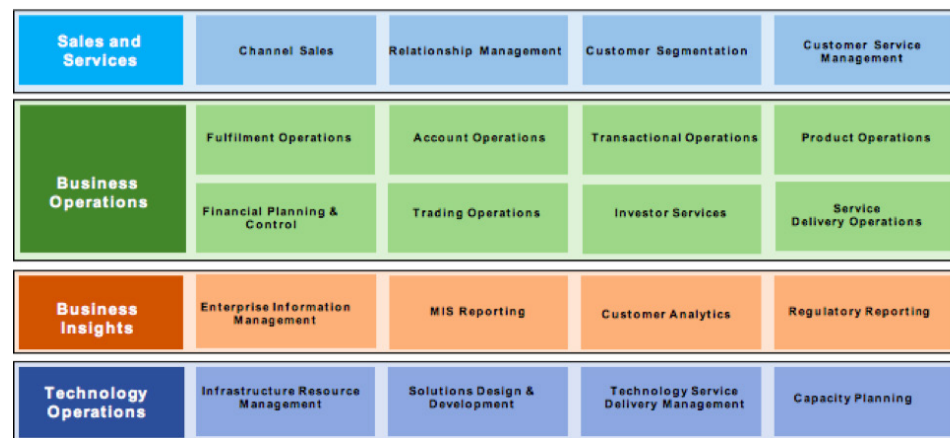 Sales and
Services
Channel Sales
Relationship Management
Customer Segmentation
Customer Service
Management
Business
Operations
Fulfilment Operations
Account Operations
Transactional Operations
Product Operations
Financial Planning &
Control
Trading Operations
Investor Services
Service
Delivery Operations
Business
Insights
Enterprise Information
Management
MIS Reporting
Customer Analytics
Regulatory Reporting
Technology
Operations
Infrastructure Resource
Management
Solutions Design &
Development
Technology Service
Delivery Management
Capacity Planning